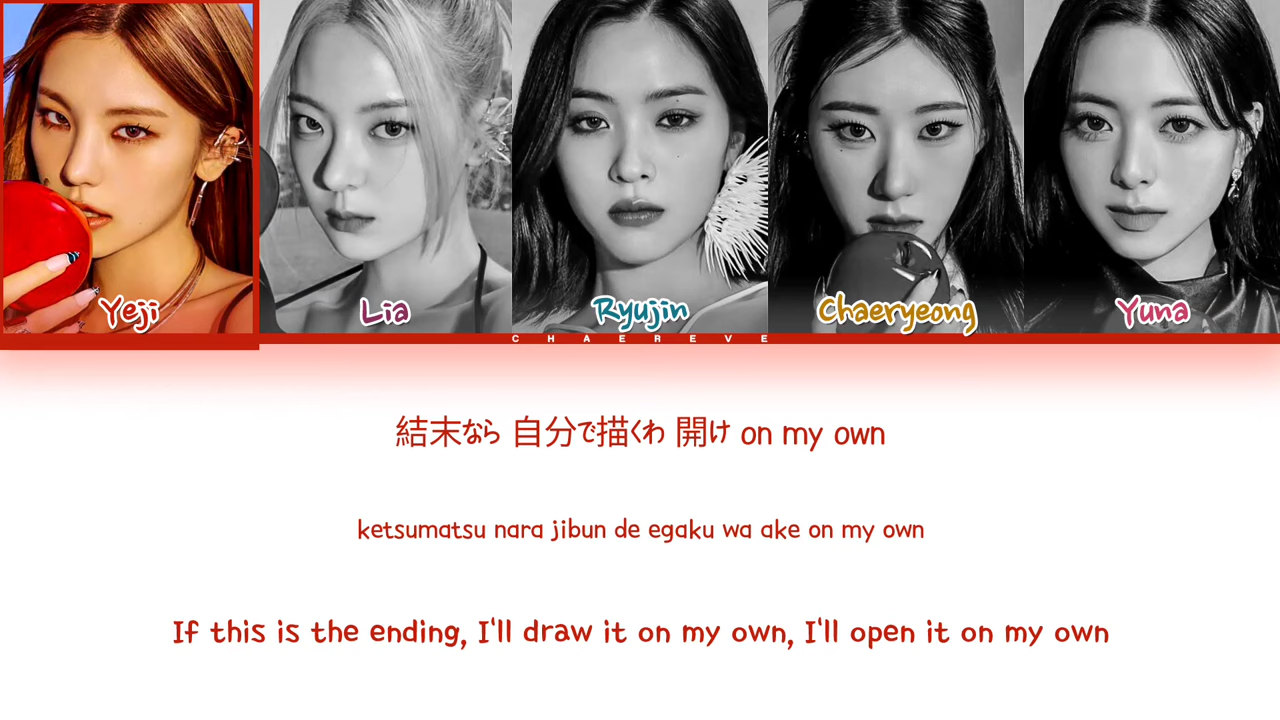 Yeji
Lia
Ryujin
Chaeryeong
Yuna
CHAEREVE
結末なら 自分で描くわ 開け on my own
ketsumatsu nara jibun de egaku wa ake on my own
If this is the ending, I'll draw it on my own, I'll open it on my own